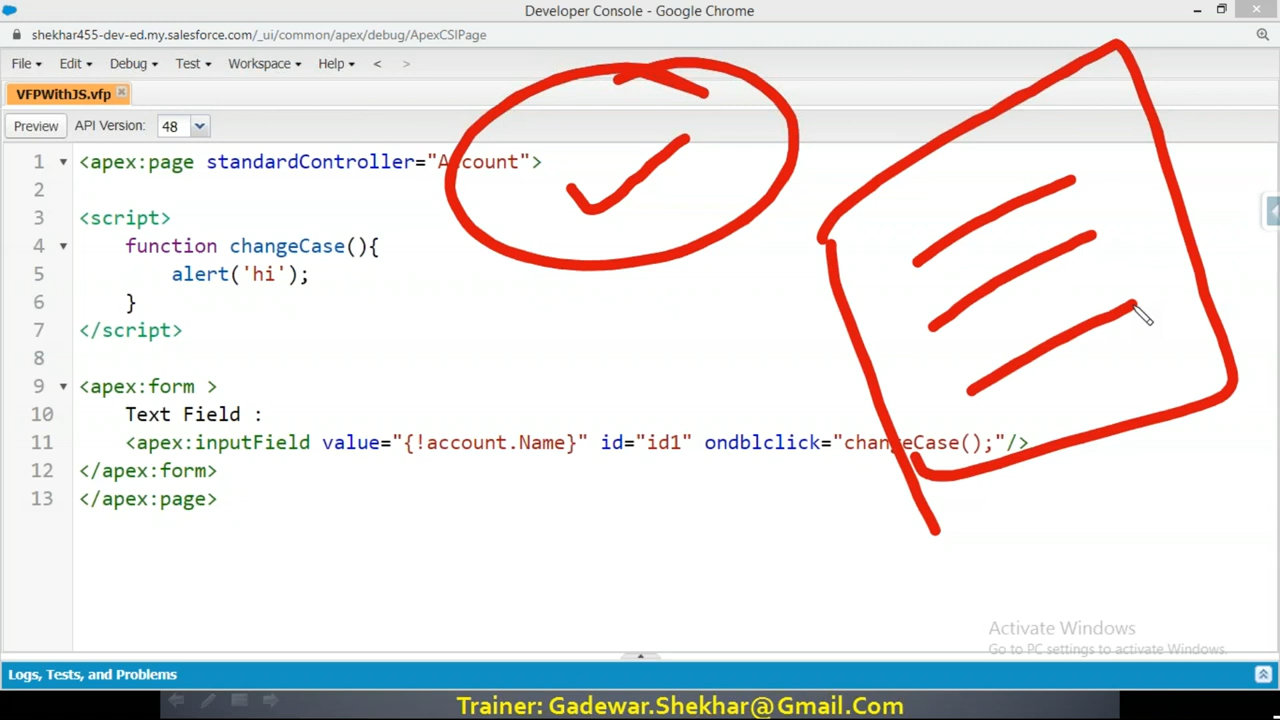 Developer Console - Google Chrome
shekhar455-dev-ed.my.salesforce.com/_ui/common/apex/debug/ApexCSIPage
File Edit Debug Test Workspace Help < >
VFPWithJS.vfp
Preview API Version: 48
1 <apex:page standardController="Account">
2
3 <script>
4 function changeCase(){
5 alert('hi');
6 }
7 </script>
8
9 <apex:form >
10 Text Field :
11 <apex:inputField value="{!account.Name}" id="id1" ondblclick="changeCase();"/>
12 </apex:form>
13 </apex:page>
Activate Windows
Go to PC settings to activate Windows.
Logs, Tests, and Problems
Trainer: Gadewar.Shekhar@Gmail.Com